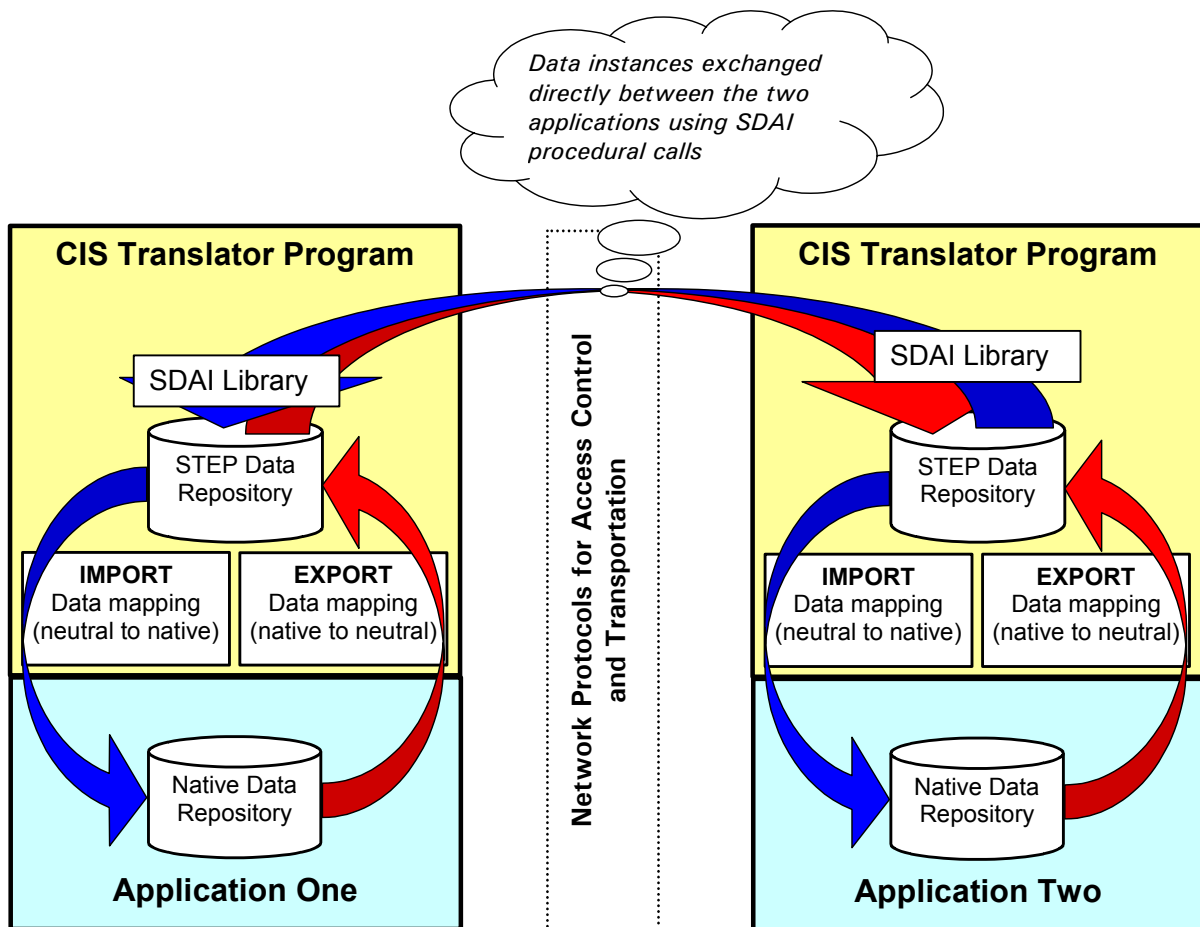 Data instances exchanged
directly between the two
applications using SDAI
procedural calls
CIS Translator Program
SDAI Library
STEP Data
Repository
IMPORT
Data mapping
(neutral to native)
EXPORT
Data mapping
(native to neutral)
Native Data
Repository
Application One
Network Protocols for Access Control
and Transportation
CIS Translator Program
SDAI Library
STEP Data
Repository
IMPORT
Data mapping
(neutral to native)
EXPORT
Data mapping
(native to neutral)
Native Data
Repository
Application Two